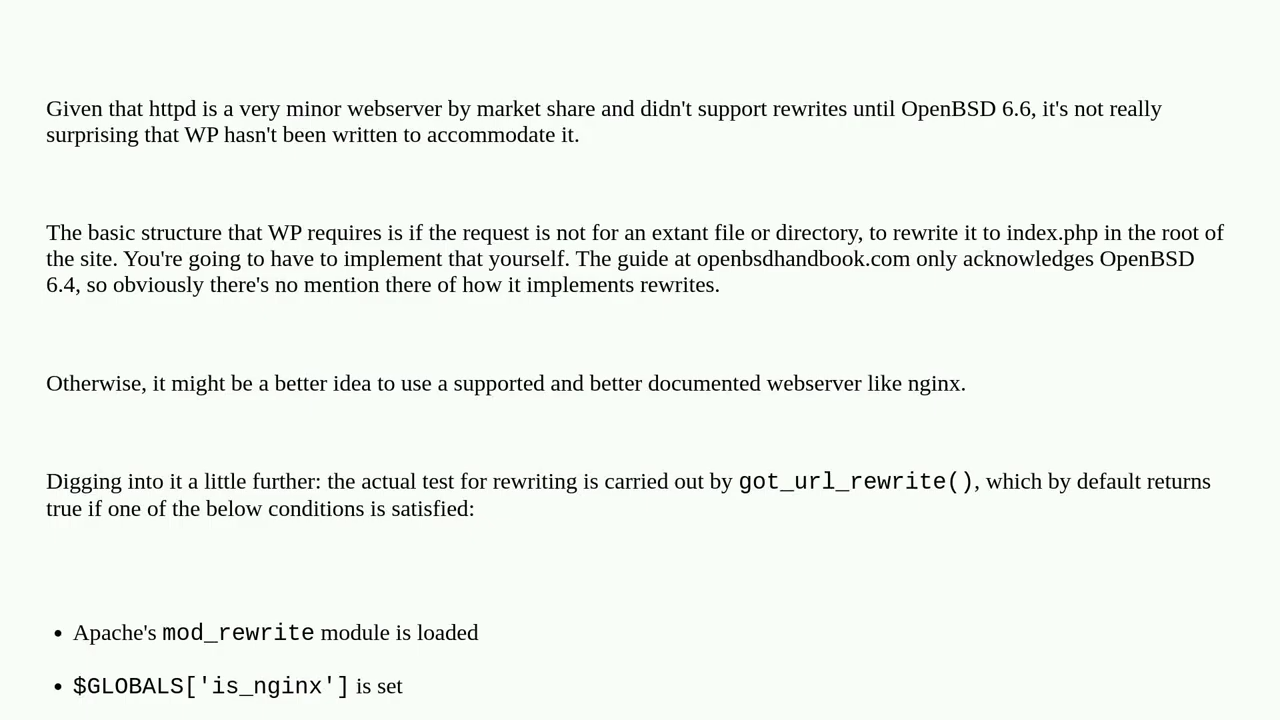 Given that httpd is a very minor webserver by market share and didn't support rewrites until OpenBSD 6.6, it's not really
surprising that WP hasn't been written to accommodate it.
The basic structure that WP requires is if the request is not for an extant file or directory, to rewrite it to index.php in the root of
the site. You're going to have to implement that yourself. The guide at openbsdhandbook.com only acknowledges OpenBSD
6.4, so obviously there's no mention there of how it implements rewrites.
Otherwise, it might be a better idea to use a supported and better documented webserver like nginx.
Digging into it a little further: the actual test for rewriting is carried out by got_url_rewrite(), which by default returns
true if one of the below conditions is satisfied:
• Apache's mod_rewrite module is loaded
• $GLOBALS['is_nginx'] is set